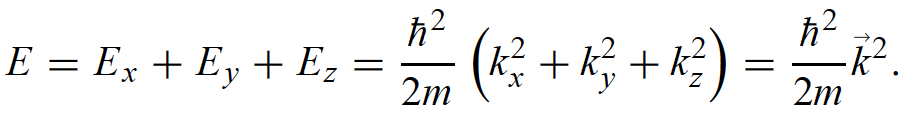 $E = E_x + E_y + E_z = \frac{\hbar^2}{2m} \left( k_x^2 + k_y^2 + k_z^2 \right) = \frac{\hbar^2}{2m} \vec{k}^2.$